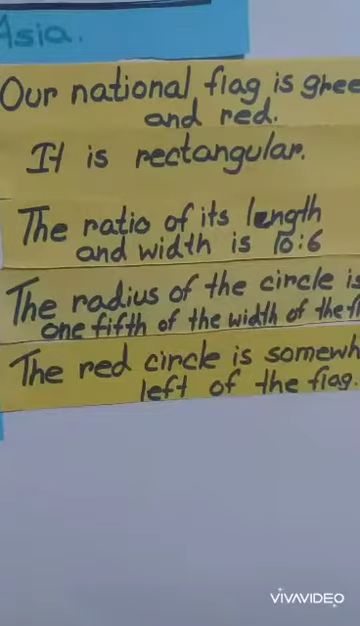 Asia.
Our national flag is gree
and red.
It is rectangular.
The ratio of its length
and width is 10:6
The radius of the circle is
one fifth of the width of the fl
The red circle is somewh
left of the flag.
VIVAVIDEO